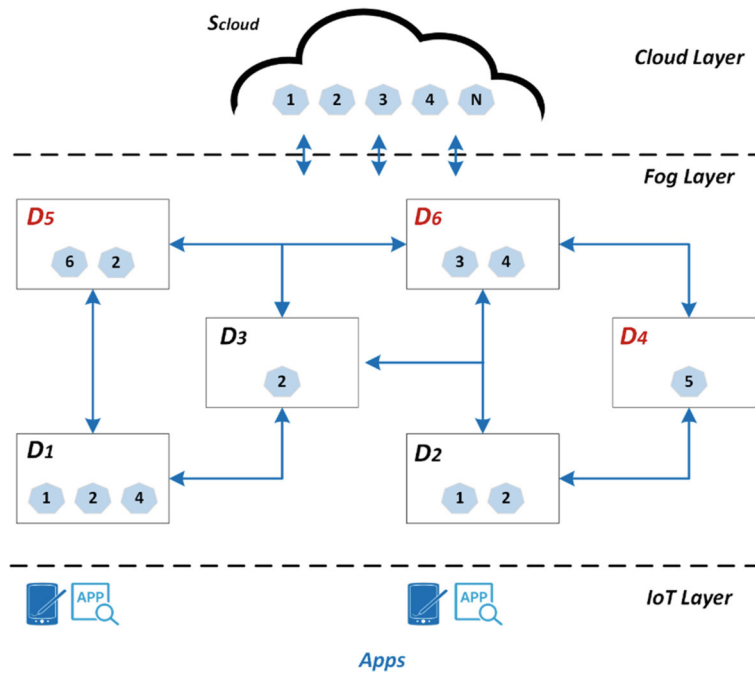 Scloud
Cloud Layer
1 2 3 4 N
Fog Layer
D5
6 2
D6
3 4
D3
2
D4
5
D1
1 2 4
D2
1 2
IoT Layer
APP
APP
Apps